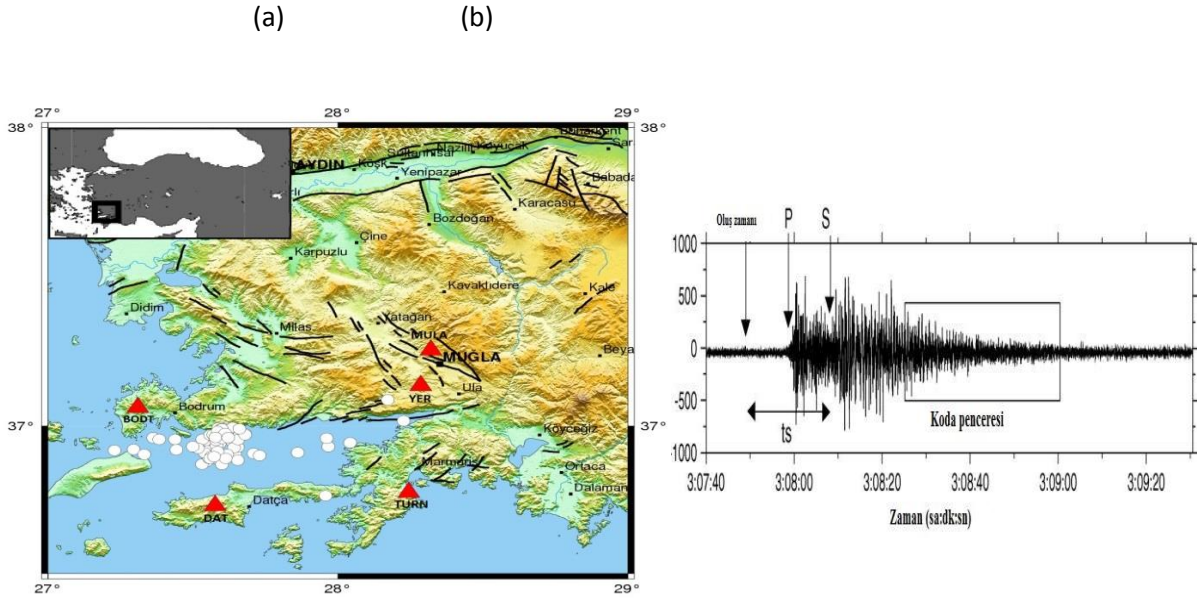 (a) (b)
27° 28° 29°
38° 38°
Buharkent
Nazilli Kuyucak
Sultanhisar
AYDIN Köşk
Yenipazar
Babada
Karacasu
Bozdoğan
Çine
Karpuzlu
Kavaklıdere
Kale
Didim
Milas
Yatağan
MULA
MUGLA
Beya
YER
Ula
BODT
Bodrum
37° 37°
Köyceğiz
Marmaris
Ortaca
Dalaman
Datça
DAT
TURN
27° 28° 29°
Oluş zamanı P S
1000
500
0
-500
-1000
ts
Koda penceresi
3:07:40 3:08:00 3:08:20 3:08:40 3:09:00 3:09:20
Zaman (sa:dk:sn)